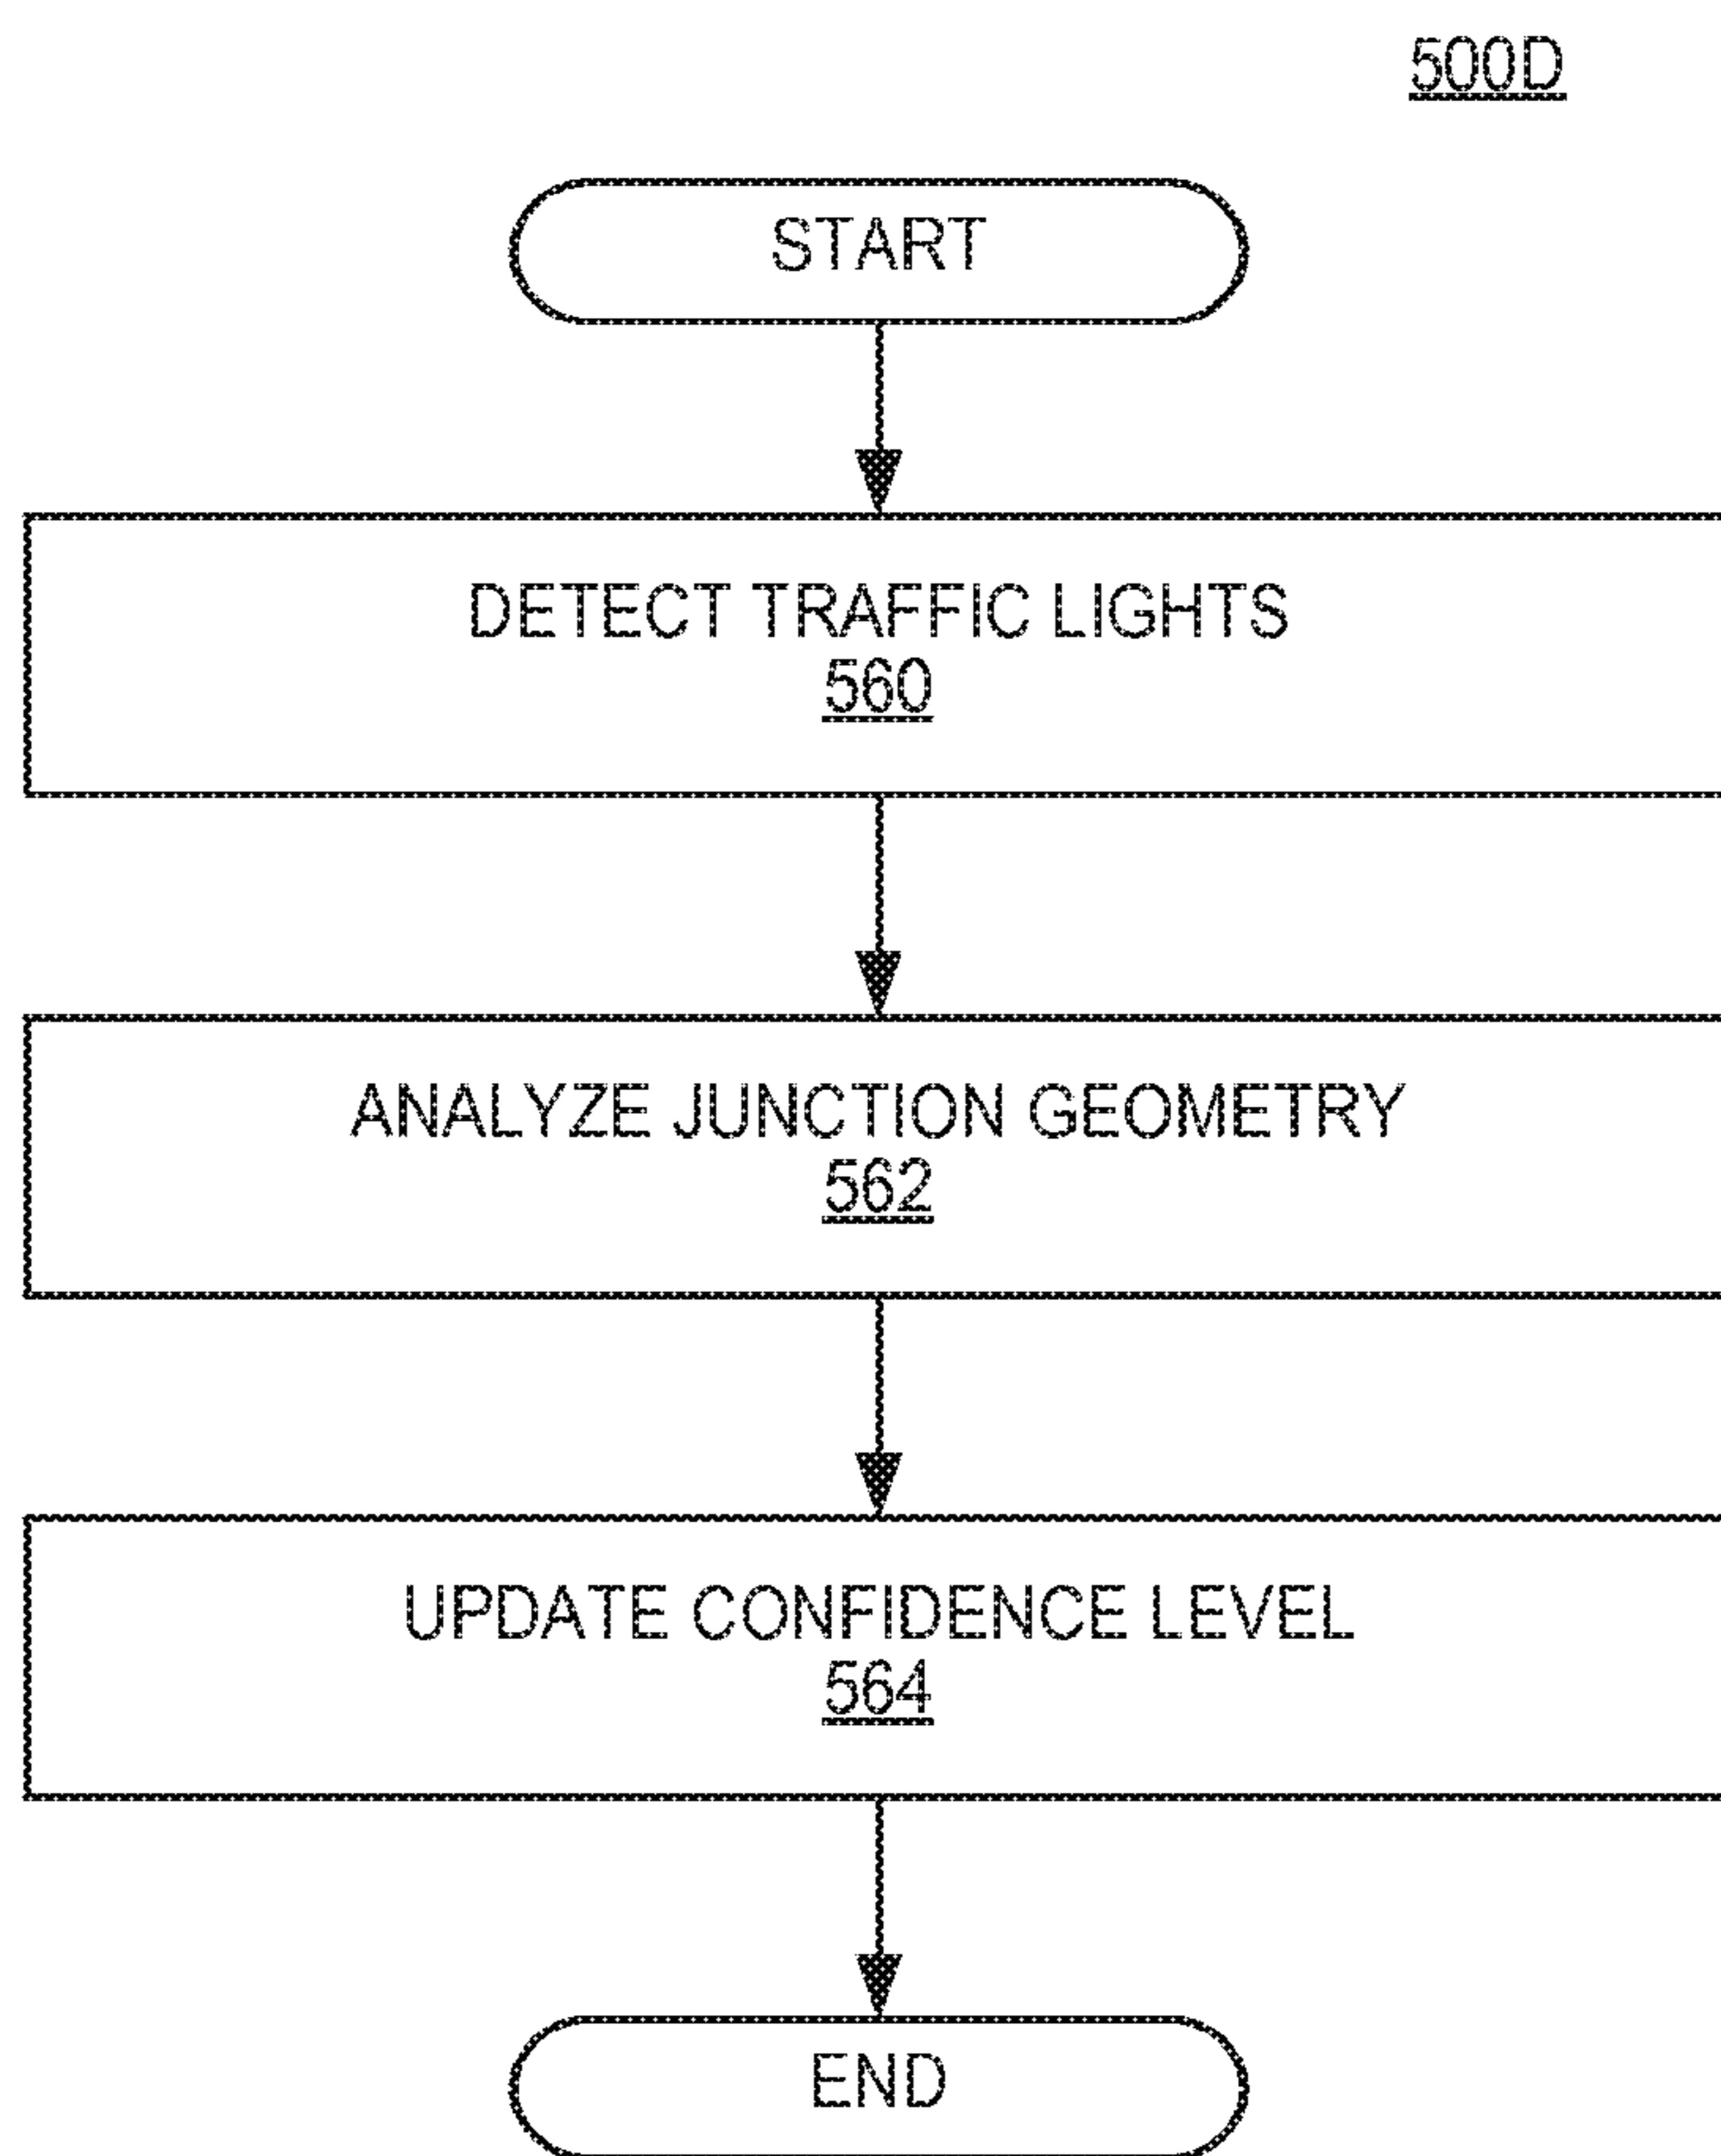 500D
START
DETECT TRAFFIC LIGHTS
560
ANALYZE JUNCTION GEOMETRY
562
UPDATE CONFIDENCE LEVEL
564
END